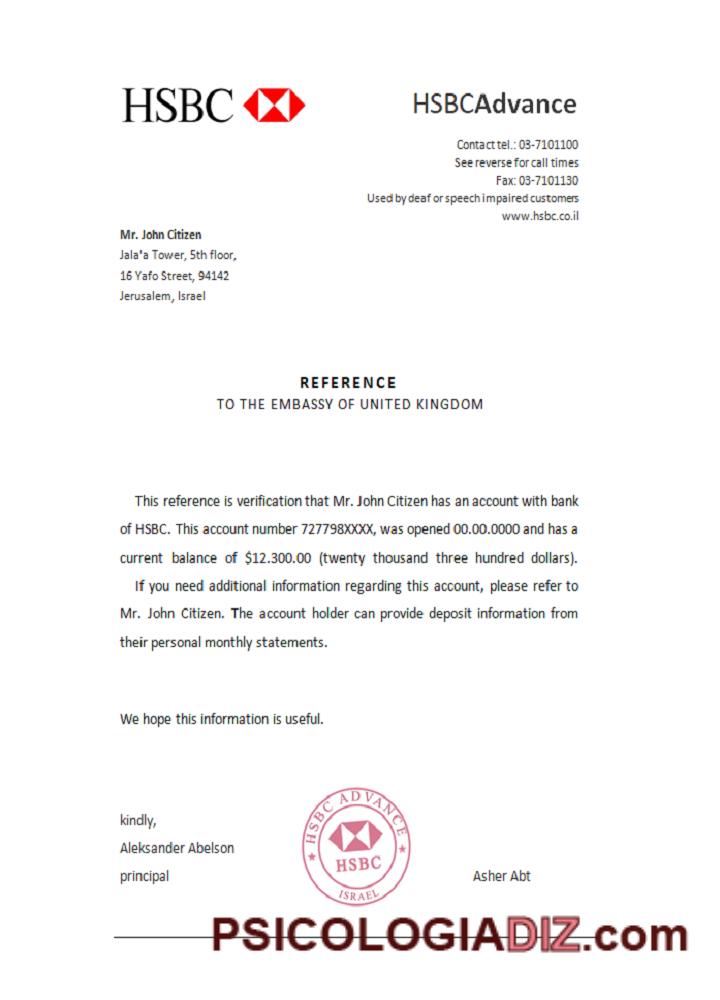 HSBC
HSBCAdvance
Contact tel.: 03-7101100
See reverse for call times
Fax: 03-7101130
Used by deaf or speech impaired customers
www.hsbc.co.il
Mr. John Citizen
Jala'a Tower, 5th floor,
16 Yafo Street, 94142
Jerusalem, Israel
REFERENCE
TO THE EMBASSY OF UNITED KINGDOM
This reference is verification that Mr. John Citizen has an account with bank
of HSBC. This account number 727798XXXX, was opened 00.00.0000 and has a
current balance of $12.300.00 (twenty thousand three hundred dollars).
If you need additional information regarding this account, please refer to
Mr. John Citizen. The account holder can provide deposit information from
their personal monthly statements.
We hope this information is useful.
kindly,
Aleksander Abelson
principal
HSBC ADVANCE
HSBC
ISRAEL
Asher Abt
PSICOLOGIADIZ.com